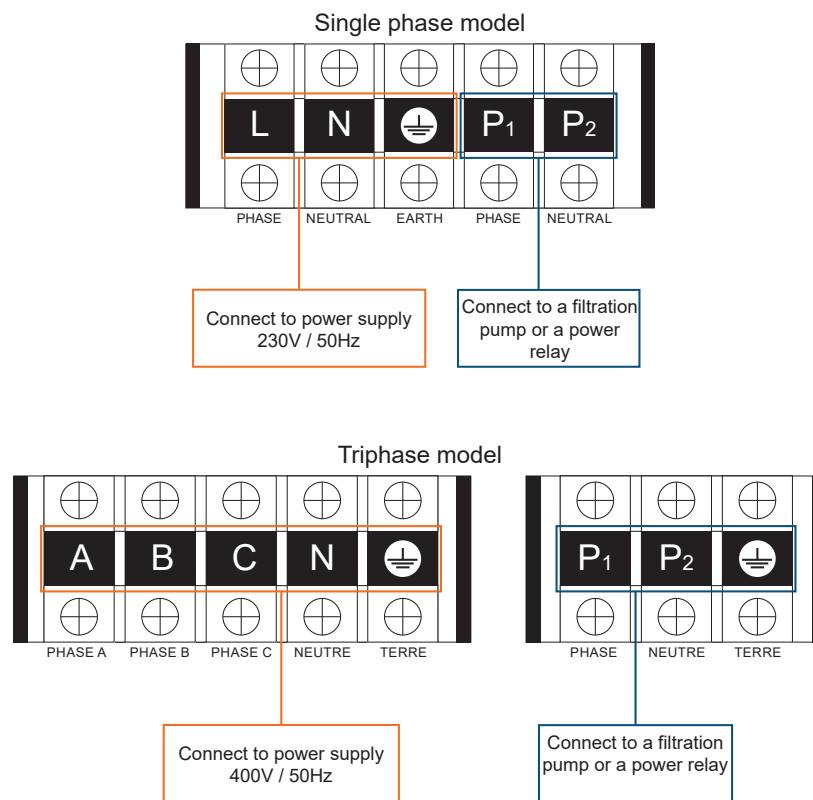 Single phase model
L N P1 P2
PHASE NEUTRAL EARTH PHASE NEUTRAL
Connect to power supply
230V / 50Hz
Connect to a filtration
pump or a power
relay
Triphase model
A B C N
PHASE A PHASE B PHASE C NEUTRE TERRE
P1 P2
PHASE NEUTRE TERRE
Connect to power supply
400V / 50Hz
Connect to a filtration
pump or a power relay